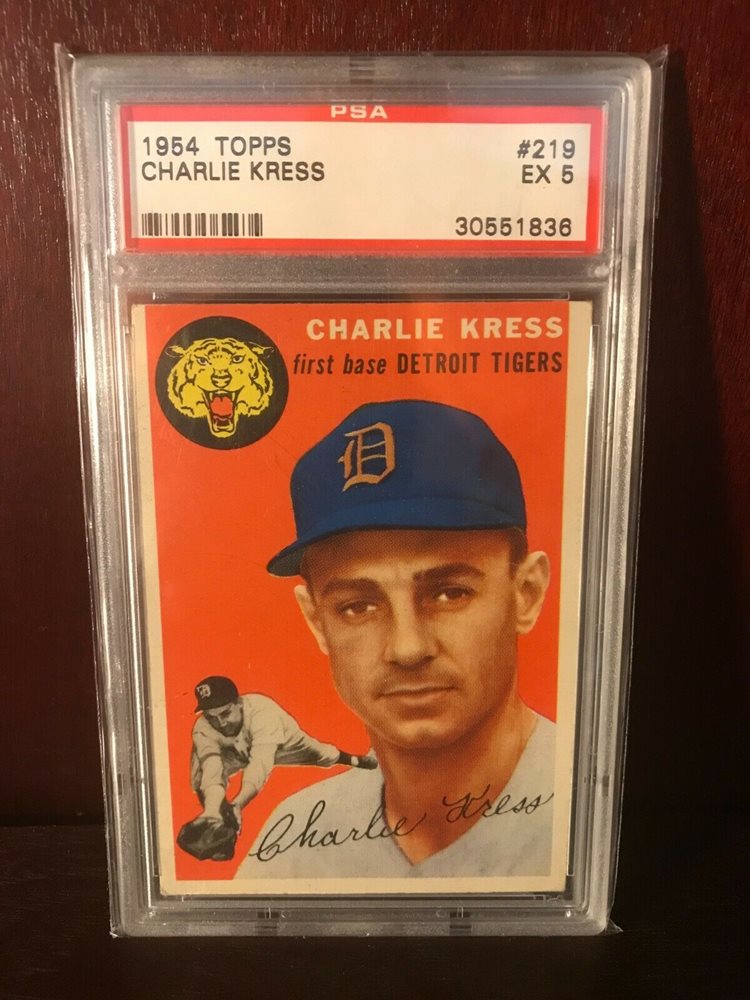 PSA
1954 TOPPS #219
CHARLIE KRESS EX 5
30551836
CHARLIE KRESS
first base DETROIT TIGERS
D
D
Charlie Kress